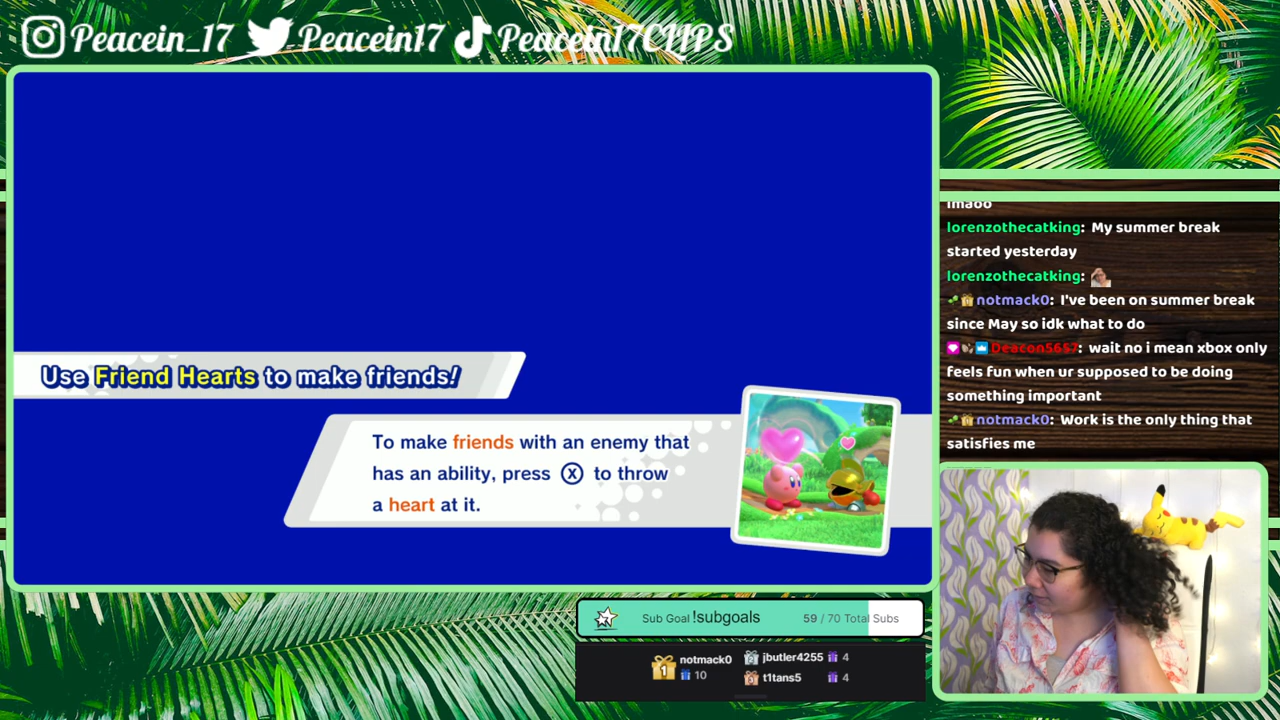 Peacein_17 Peacein17 Peacein17ClIPS
lmaoo
lorenzothecatking: My summer break
started yesterday
lorenzothecatking:
notmack0: I've been on summer break
since May so idk what to do
Deacon5657: wait no i mean xbox only
feels fun when ur supposed to be doing
something important
notmack0: Work is the only thing that
satisfies me
Use Friend Hearts to make friends!
To make friends with an enemy that
has an ability, press X to throw
a heart at it.
Sub Goal !subgoals 59 / 70 Total Subs
1 notmack0 10
2 jbutler4255 4
3 t1tans5 4